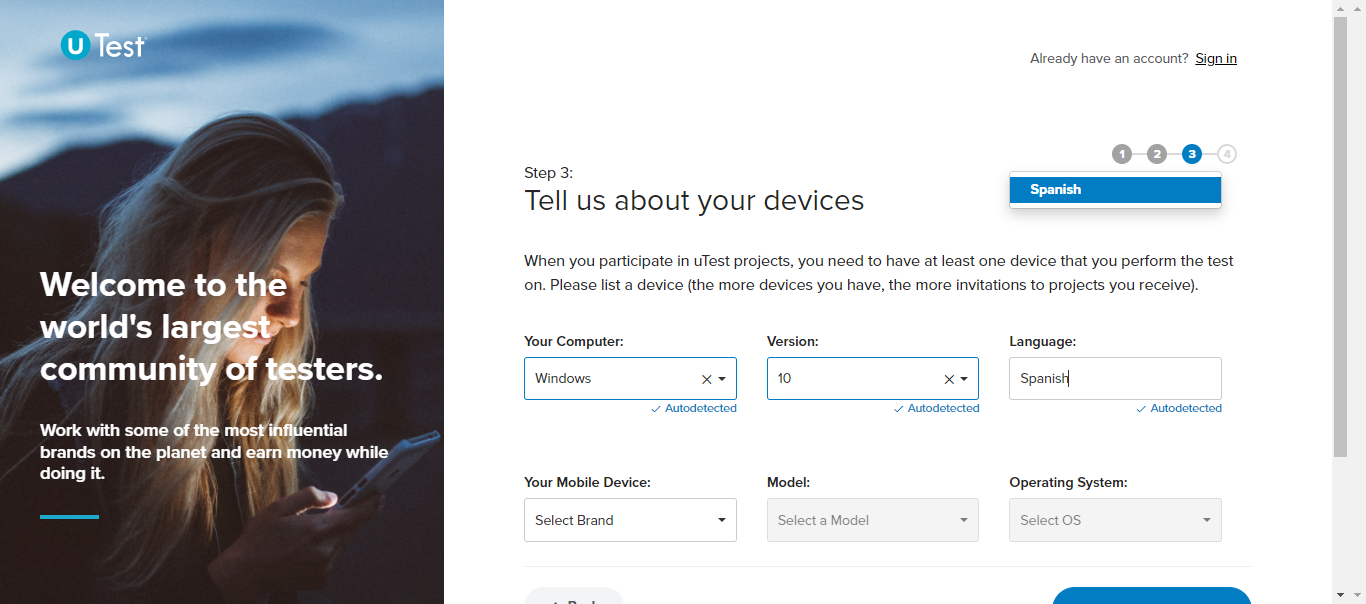 U Test
Already have an account? Sign in
1 2 3 4
Step 3:
Tell us about your devices
Spanish
When you participate in uTest projects, you need to have at least one device that you perform the test
on. Please list a device (the more devices you have, the more invitations to projects you receive).
Welcome to the
world's largest
community of testers.
Work with some of the most influential
brands on the planet and earn money while
doing it.
Your Computer: Version: Language:
Windows 10 Spanish
Autodetected Autodetected Autodetected
Your Mobile Device: Model: Operating System:
Select Brand Select a Model Select OS